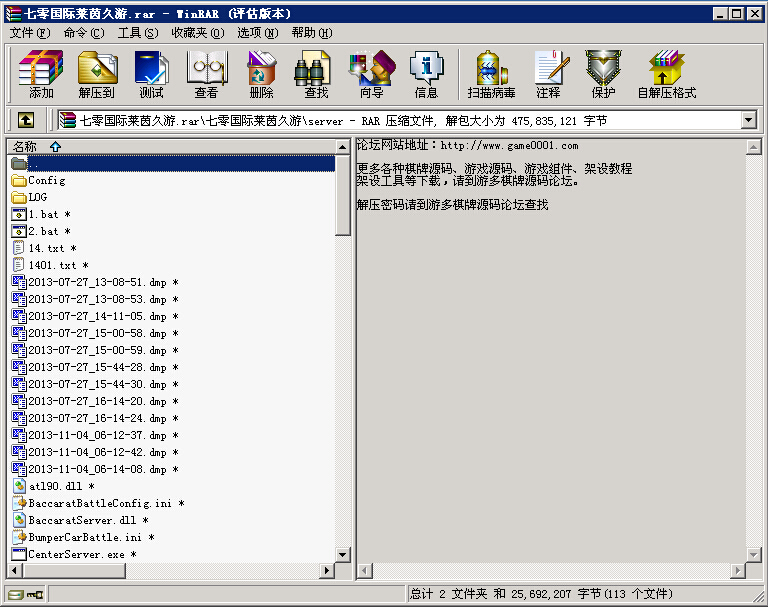 七零国际莱茵久游.rar - WinRAR (评估版本)
文件(F) 命令(C) 工具(S) 收藏夹(O) 选项(N) 帮助(H)
添加 解压到 测试 查看 删除 查找 向导 信息 扫描病毒 注释 保护 自解压格式
七零国际莱茵久游.rar\七零国际莱茵久游\server - RAR 压缩文件, 解包大小为 475,835,121 字节
名称
..
Config
LOG
1.bat *
2.bat *
14.txt *
1401.txt *
2013-07-27_13-08-51.dmp *
2013-07-27_13-08-53.dmp *
2013-07-27_14-11-05.dmp *
2013-07-27_15-00-58.dmp *
2013-07-27_15-00-59.dmp *
2013-07-27_15-44-28.dmp *
2013-07-27_15-44-30.dmp *
2013-07-27_16-14-20.dmp *
2013-07-27_16-14-24.dmp *
2013-11-04_06-12-37.dmp *
2013-11-04_06-12-42.dmp *
2013-11-04_06-14-08.dmp *
atl90.dll *
BaccaratBattleConfig.ini *
BaccaratServer.dll *
BumperCarBattle.ini *
CenterServer.exe *
论坛网站地址：http://www.game0001.com
更多各种棋牌源码、游戏源码、游戏组件、架设教程
架设工具等下载，请到游多棋牌源码论坛。
解压密码请到游多棋牌源码论坛查找
总计 2 文件夹 和 25,692,207 字节(113 个文件)